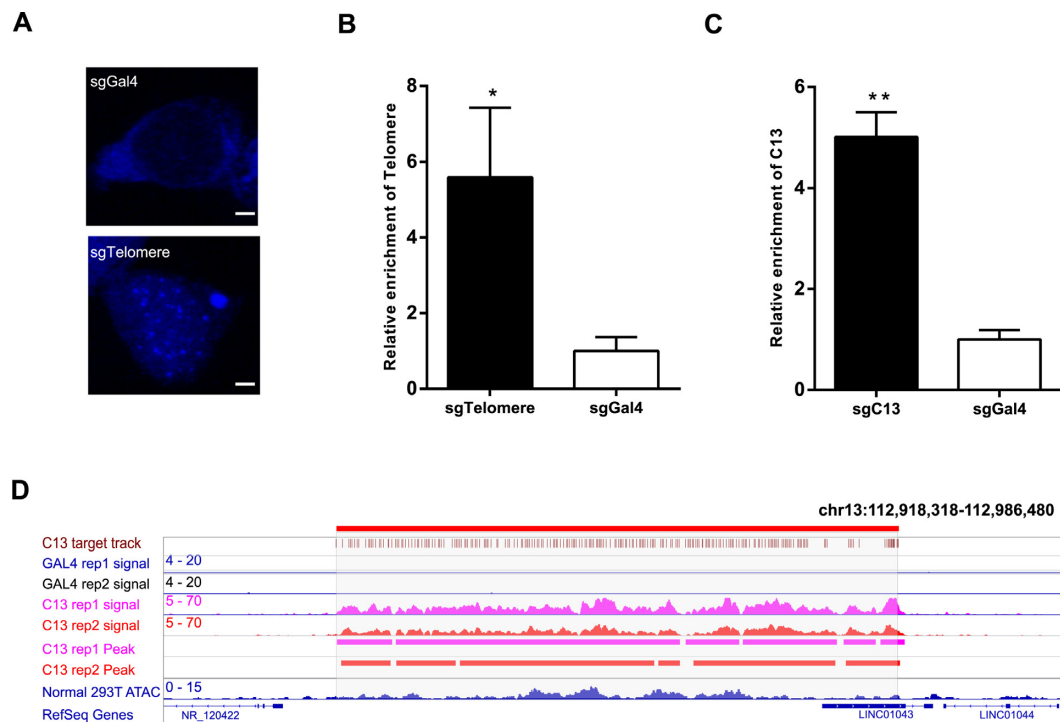 A
sgGal4
sgTelomere
B
Relative enrichment of Telomere
8
6
4
2
0
*
sgTelomere
sgGal4
C
Relative enrichment of C13
6
4
2
0
**
sgC13
sgGal4
D
chr13:112,918,318-112,986,480
C13 target track
GAL4 rep1 signal 4 - 20
GAL4 rep2 signal 4 - 20
C13 rep1 signal 5 - 70
C13 rep2 signal 5 - 70
C13 rep1 Peak
C13 rep2 Peak
Normal 293T ATAC 0 - 15
RefSeq Genes NR_120422 LINC01043 LINC01044